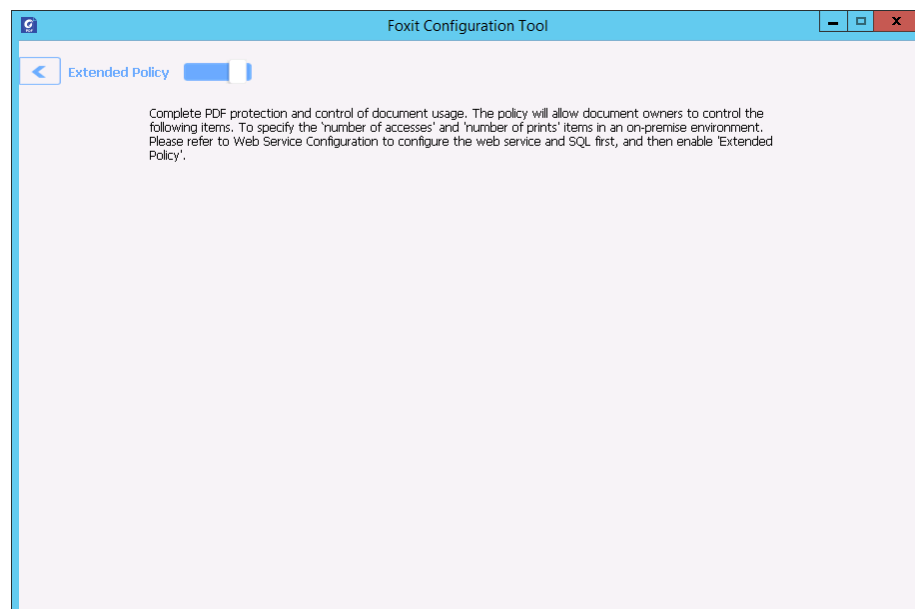 Foxit Configuration Tool
Extended Policy
Complete PDF protection and control of document usage. The policy will allow document owners to control the
following items. To specify the 'number of accesses' and 'number of prints' items in an on-premise environment.
Please refer to Web Service Configuration to configure the web service and SQL first, and then enable 'Extended
Policy'.